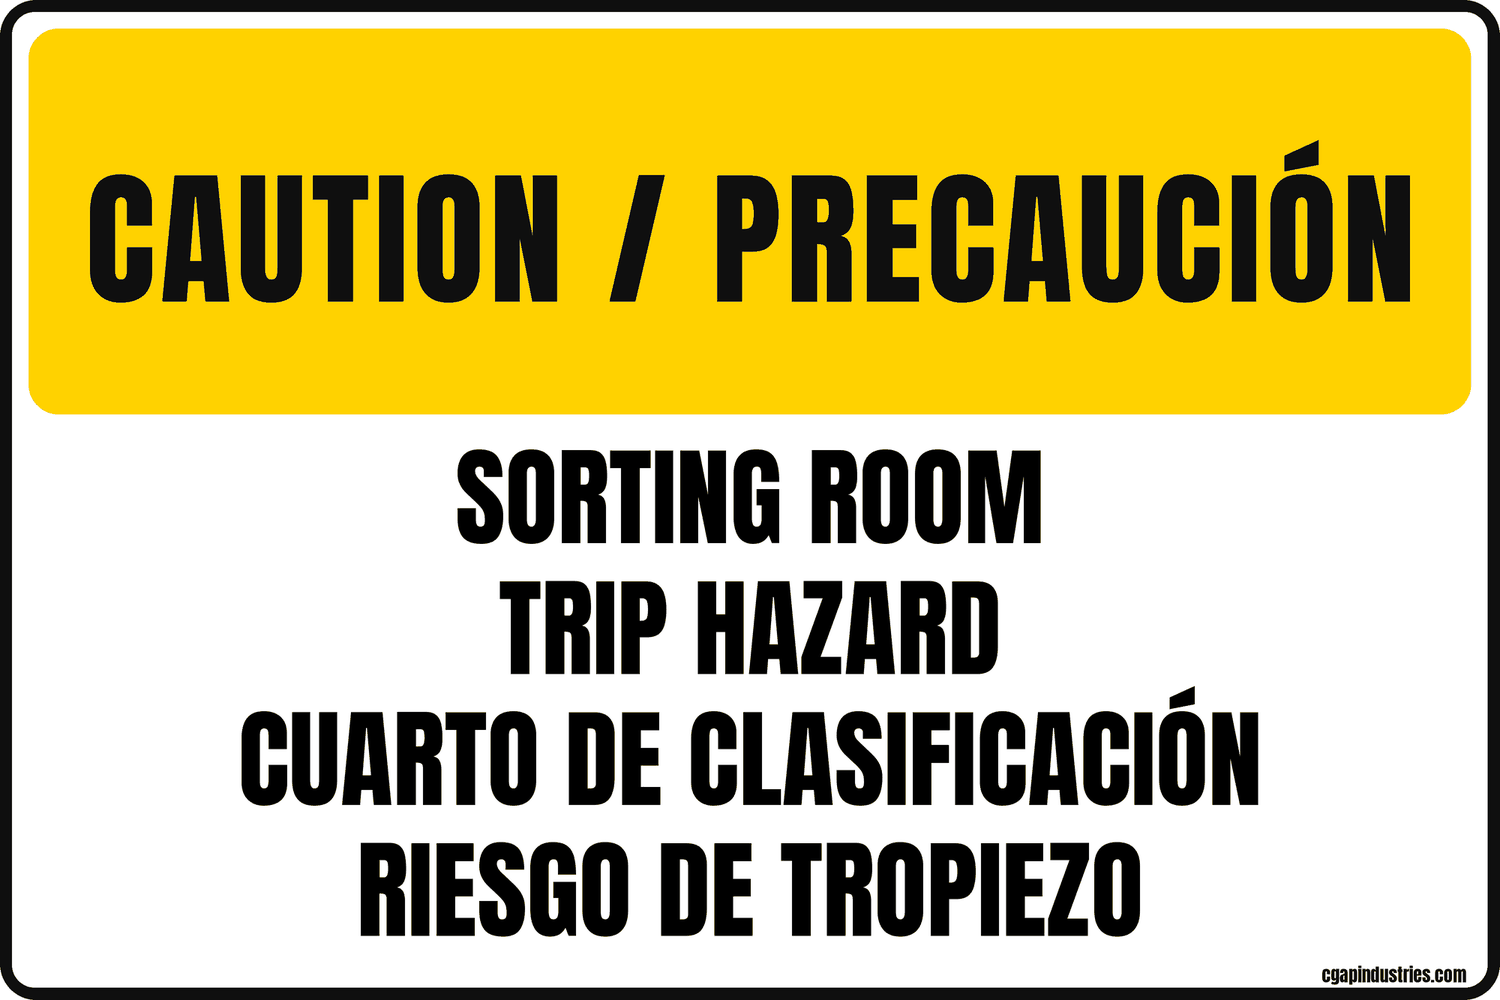 CAUTION / PRECAUCIÓN
SORTING ROOM
TRIP HAZARD
CUARTO DE CLASIFICACIÓN
RIESGO DE TROPIEZO
cgapindustries.com